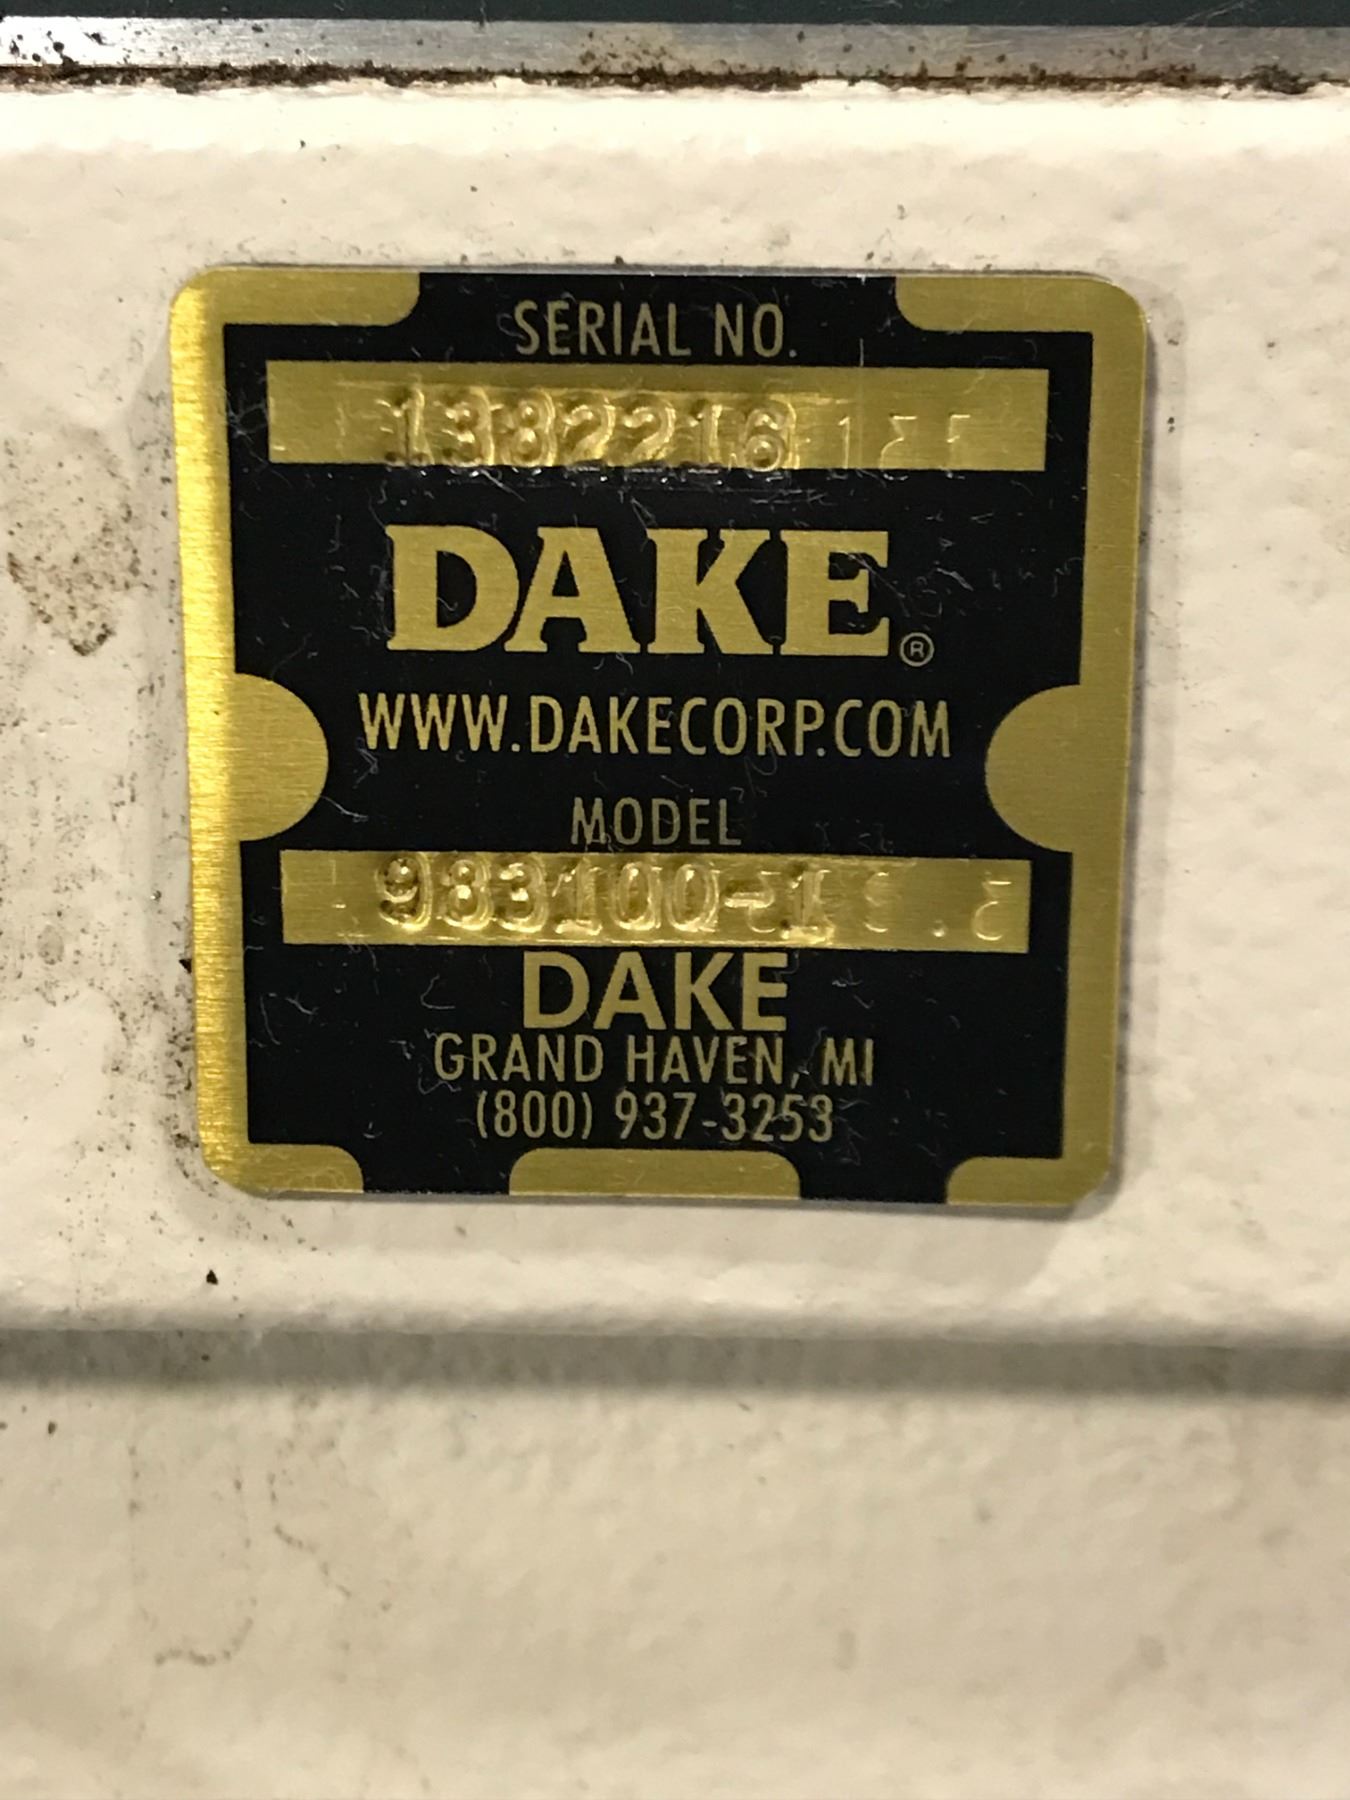 SERIAL NO.
1382216
DAKE®
WWW.DAKECORP.COM
MODEL
983100-1
DAKE
GRAND HAVEN, MI
(800) 937-3253